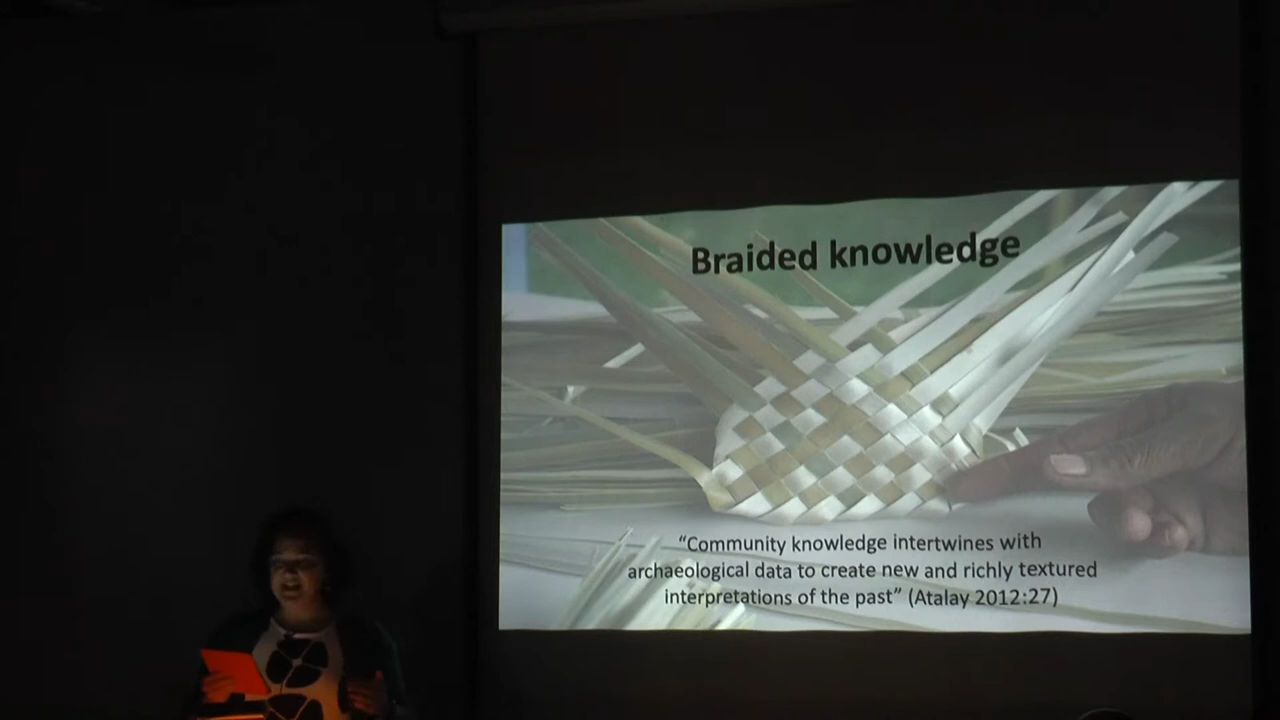 Braided knowledge
“Community knowledge intertwines with
archaeological data to create new and richly textured
interpretations of the past” (Atalay 2012:27)